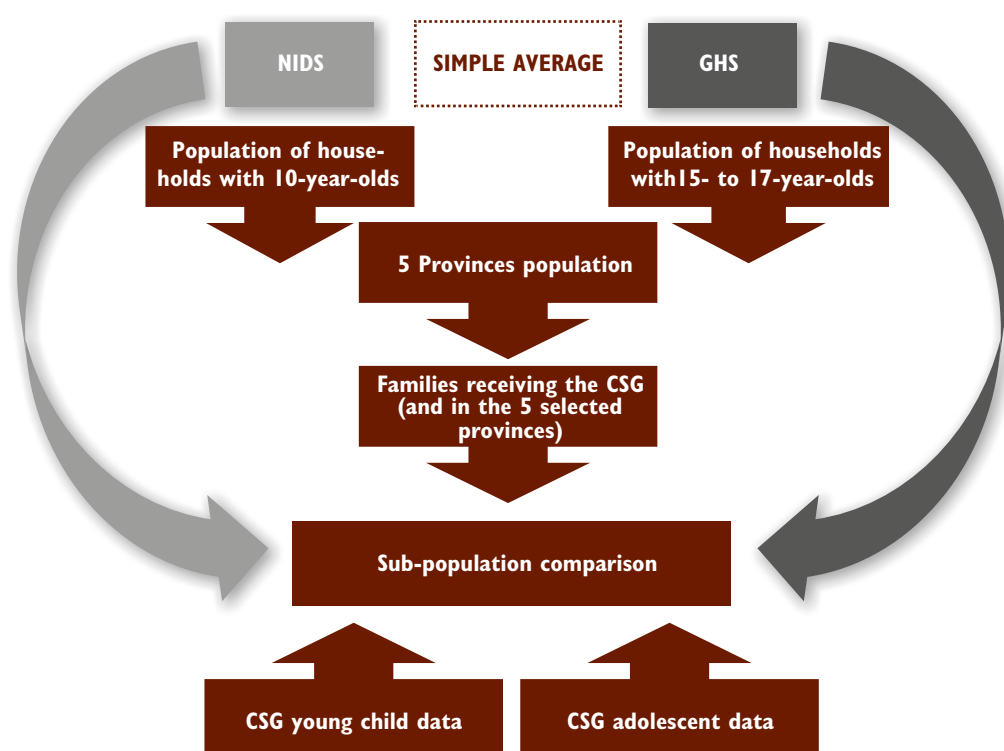 NIDS
SIMPLE AVERAGE
GHS
Population of house-
holds with 10-year-olds
Population of households
with15- to 17-year-olds
5 Provinces population
Families receiving the CSG
(and in the 5 selected
provinces)
Sub-population comparison
CSG young child data
CSG adolescent data